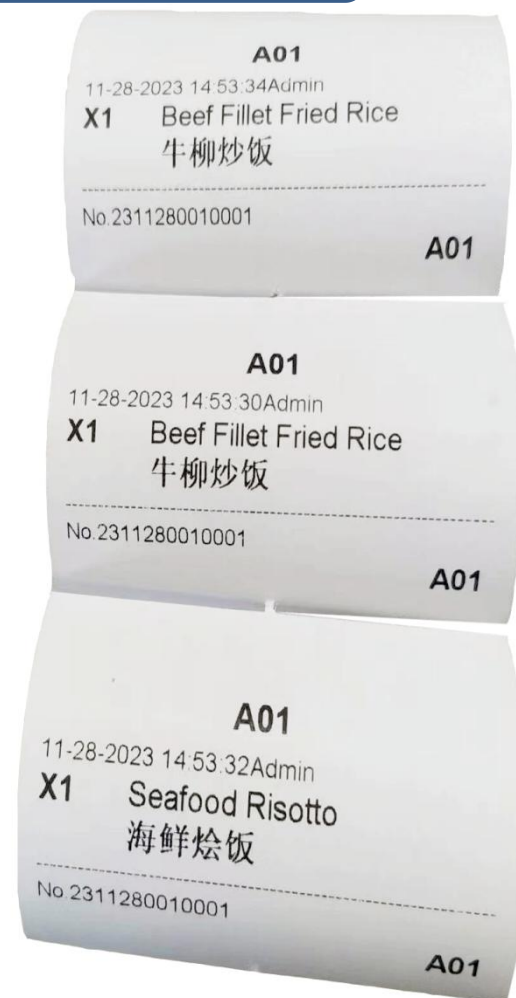 A01
11-28-2023 14:53:34Admin
X1 Beef Fillet Fried Rice
牛柳炒饭
No.2311280010001
A01
A01
11-28-2023 14:53:30Admin
X1 Beef Fillet Fried Rice
牛柳炒饭
No.2311280010001
A01
A01
11-28-2023 14:53:32Admin
X1 Seafood Risotto
海鲜烩饭
No.2311280010001
A01